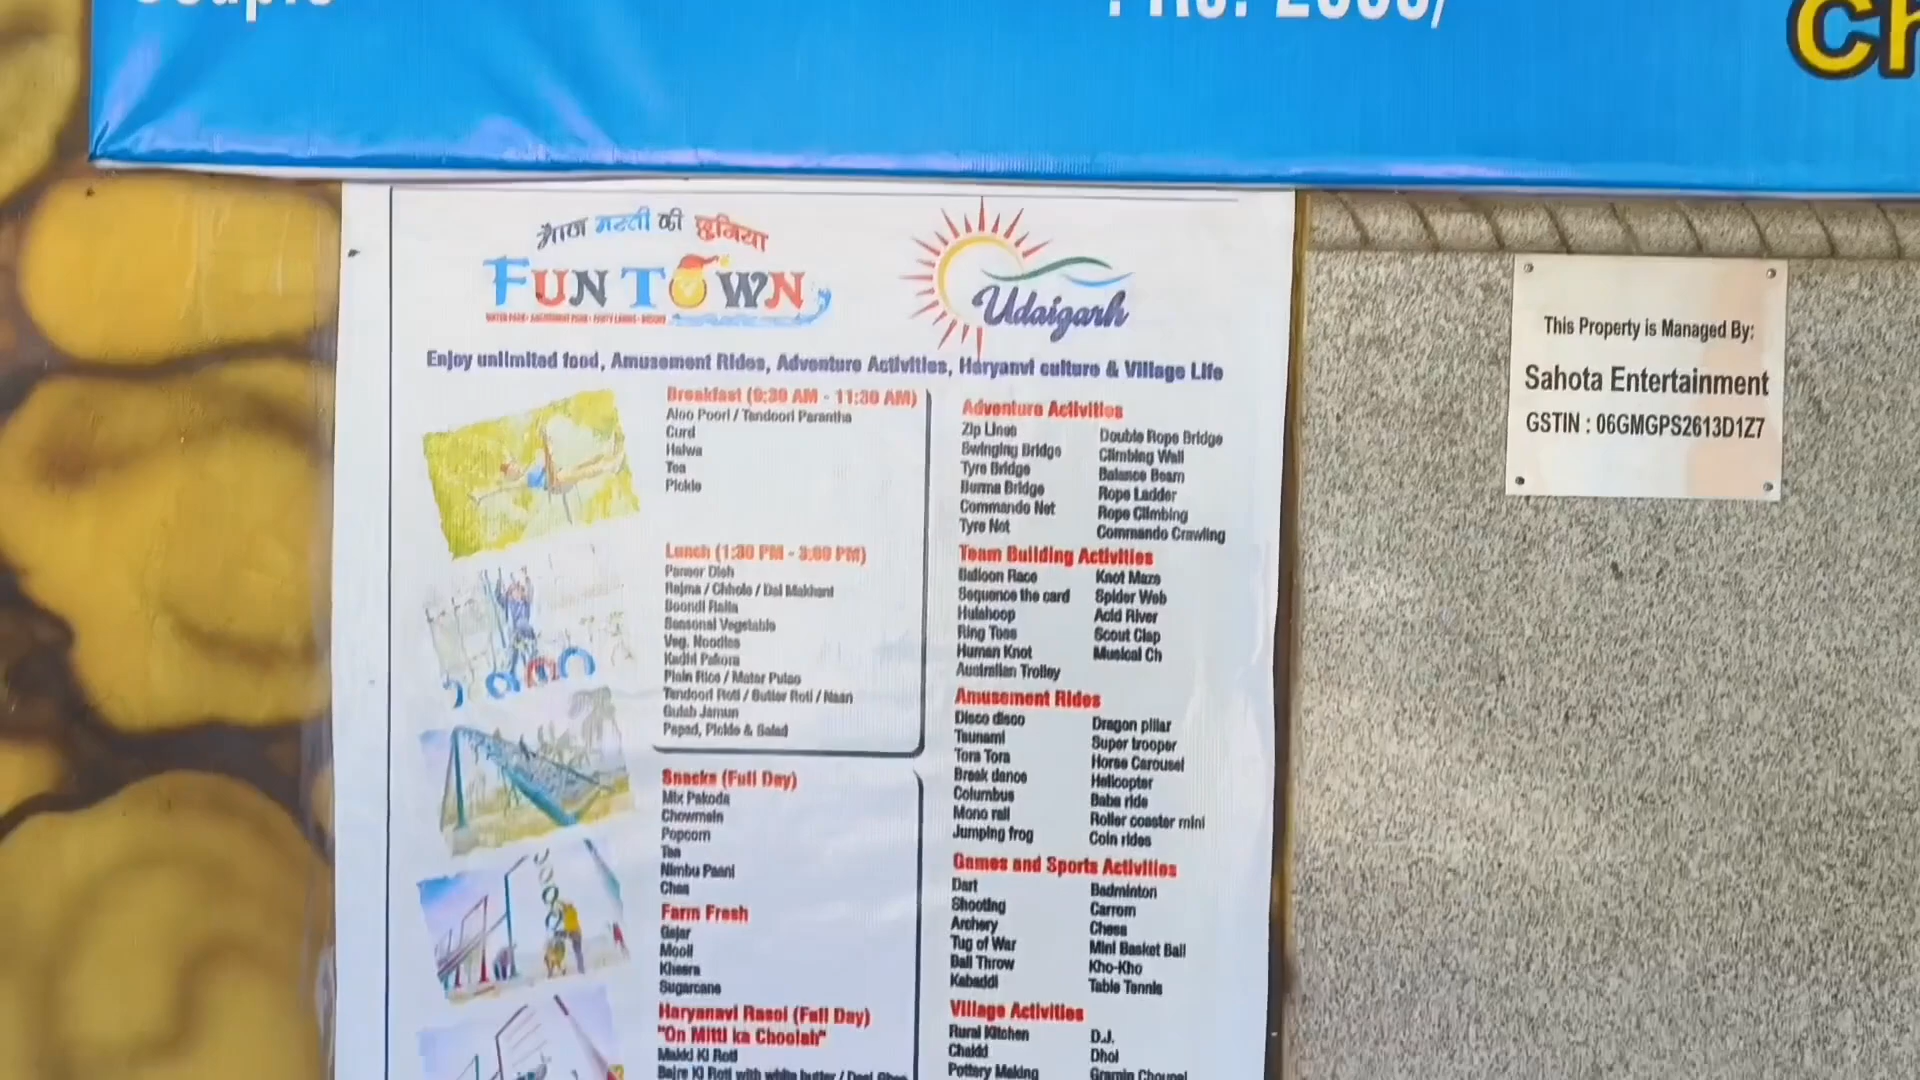 Couple : Rs. 2000/
Ch
मौज मस्ती की दुनिया
FUN TOWN
WATER PARK • AMUSEMENT PARK • PARTY LAWNS • RESORT
Udaigarh
Enjoy unlimited food, Amusement Rides, Adventure Activities, Haryanvi culture & Village Life
Breakfast (9:30 AM - 11:30 AM)
Aloo Poori / Tandoori Parantha
Curd
Halwa
Tea
Pickle
Lunch (1:30 PM - 3:00 PM)
Paneer Dish
Rajma / Chhole / Dal Makhani
Boondi Raita
Seasonal Vegetable
Veg. Noodles
Kadhi Pakora
Plain Rice / Matar Pulao
Tandoori Roti / Butter Roti / Naan
Gulab Jamun
Papad, Pickle & Salad
Snacks (Full Day)
Mix Pakoda
Chowmein
Popcorn
Tea
Nimbu Paani
Chaa
Farm Fresh
Gajar
Mooli
Kheera
Sugarcane
Haryanavi Rasoi (Full Day)
"On Mitti ka Choolah"
Makki Ki Roti
Bajre Ki Roti with white butter / Desi Ghee
Adventure Activities
Zip Lines
Swinging Bridge
Tyre Bridge
Burma Bridge
Commando Net
Tyre Net
Double Rope Bridge
Climbing Wall
Balance Beam
Rope Ladder
Rope Climbing
Commando Crawling
Team Building Activities
Balloon Race
Sequence the card
Hulahoop
Ring Toss
Human Knot
Australian Trolley
Knot Maze
Spider Web
Acid River
Scout Clap
Musical Ch
Amusement Rides
Disco disco
Tsunami
Tora Tora
Break dance
Columbus
Mono rail
Jumping frog
Dragon pillar
Super trooper
Horse Carousel
Helicopter
Baba ride
Roller coaster mini
Coin rides
Games and Sports Activities
Dart
Shooting
Archery
Tug of War
Ball Throw
Kabaddi
Badminton
Carrom
Chess
Mini Basket Ball
Kho-Kho
Table Tennis
Village Activities
Rural Kitchen
Chakki
Pottery Making
D.J.
Dhol
Gramin Choupal
This Property is Managed By:
Sahota Entertainment
GSTIN : 06GMGPS2613D1Z7